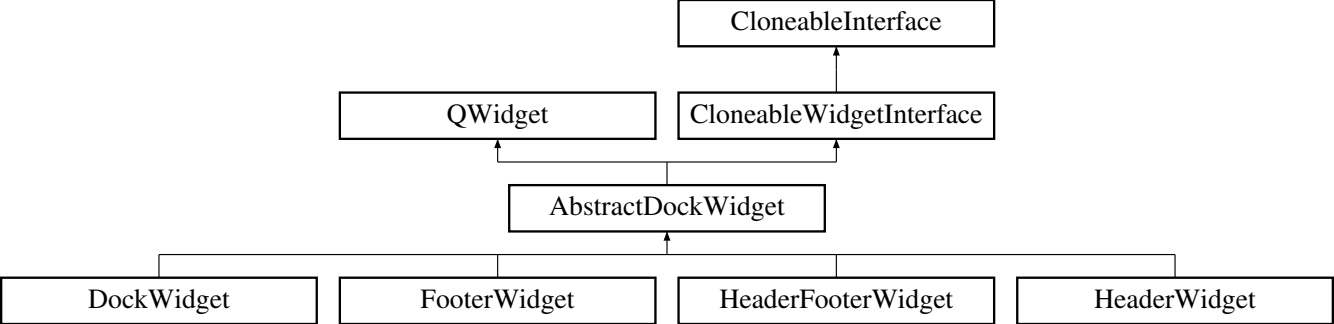 CloneableInterface
QWidget
CloneableWidgetInterface
AbstractDockWidget
DockWidget
FooterWidget
HeaderFooterWidget
HeaderWidget